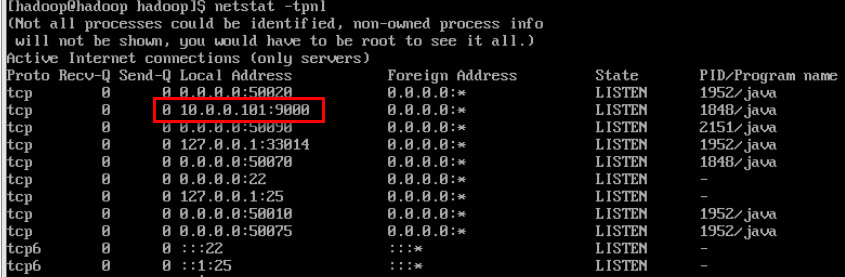 [hadoop@hadoop hadoop]$ netstat -tpnl
(Not all processes could be identified, non-owned process info
 will not be shown, you would have to be root to see it all.)
Active Internet connections (only servers)
Proto Recv-Q Send-Q Local Address           Foreign Address         State       PID/Program name
tcp        0      0 0.0.0.0:50020           0.0.0.0:*               LISTEN      1952/java
tcp        0      0 10.0.0.101:9000         0.0.0.0:*               LISTEN      1848/java
tcp        0      0 0.0.0.0:50090           0.0.0.0:*               LISTEN      2151/java
tcp        0      0 127.0.0.1:33014         0.0.0.0:*               LISTEN      1952/java
tcp        0      0 0.0.0.0:50070           0.0.0.0:*               LISTEN      1848/java
tcp        0      0 0.0.0.0:22              0.0.0.0:*               LISTEN      -
tcp        0      0 127.0.0.1:25            0.0.0.0:*               LISTEN      -
tcp        0      0 0.0.0.0:50010           0.0.0.0:*               LISTEN      1952/java
tcp        0      0 0.0.0.0:50075           0.0.0.0:*               LISTEN      1952/java
tcp6       0      0 :::22                   :::*                    LISTEN      -
tcp6       0      0 ::1:25                  :::*                    LISTEN      -